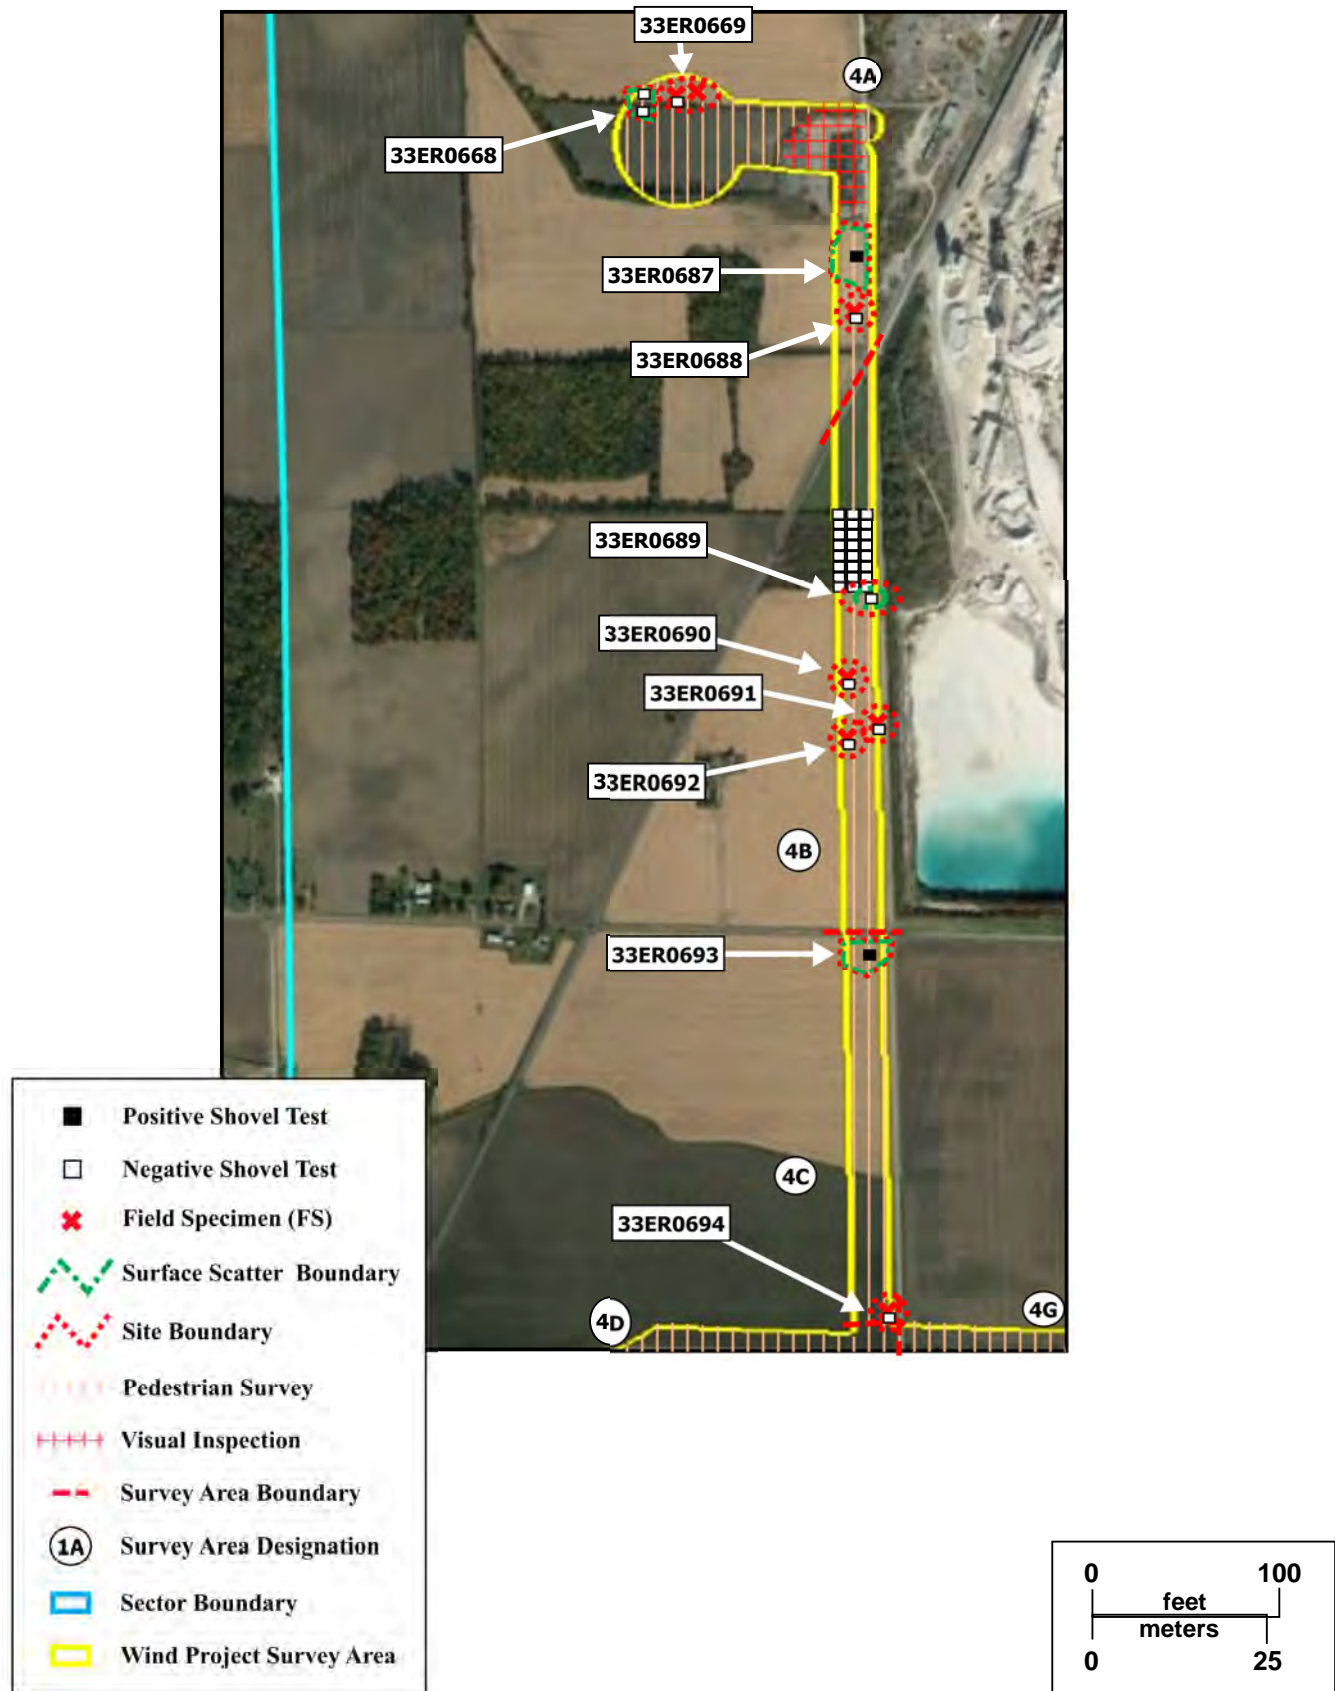 33ER0669
4A
33ER0668
33ER0687
33ER0688
33ER0689
33ER0690
33ER0691
33ER0692
4B
33ER0693
4C
33ER0694
4D
4G
Positive Shovel Test
Negative Shovel Test
Field Specimen (FS)
Surface Scatter Boundary
Site Boundary
Pedestrian Survey
Visual Inspection
Survey Area Boundary
1A Survey Area Designation
Sector Boundary
Wind Project Survey Area
0 100
feet
meters
0 25